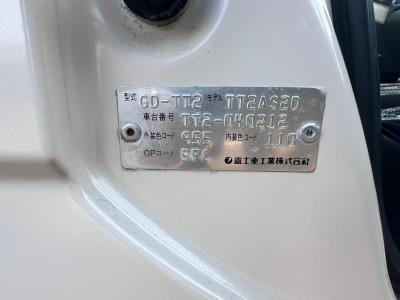 型式 GD-TT2 モデル TT2AS2D
車台番号 TT2-040212
外装色コード 955 内装色コード 110
OPコード
富士重工業株式会社